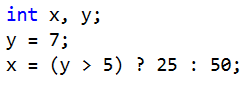 int x, y;
y = 7;
x = (y > 5) ? 25 : 50;